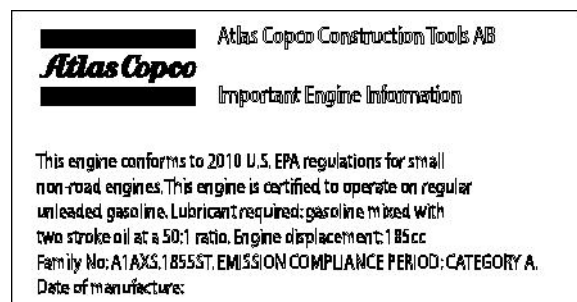 Atlas Copco Construction Tools AB
Atlas Copco
Important Engine Information
This engine conforms to 2010 U.S. EPA regulations for small
non-road engines. This engine is certified to operate on regular
unleaded gasoline. Lubricant required: gasoline mixed with
two stroke oil at a 50:1 ratio. Engine displacement: 185cc
Family No: A1AXS.1855ST. EMISSION COMPLIANCE PERIOD: CATEGORY A.
Date of manufacture: